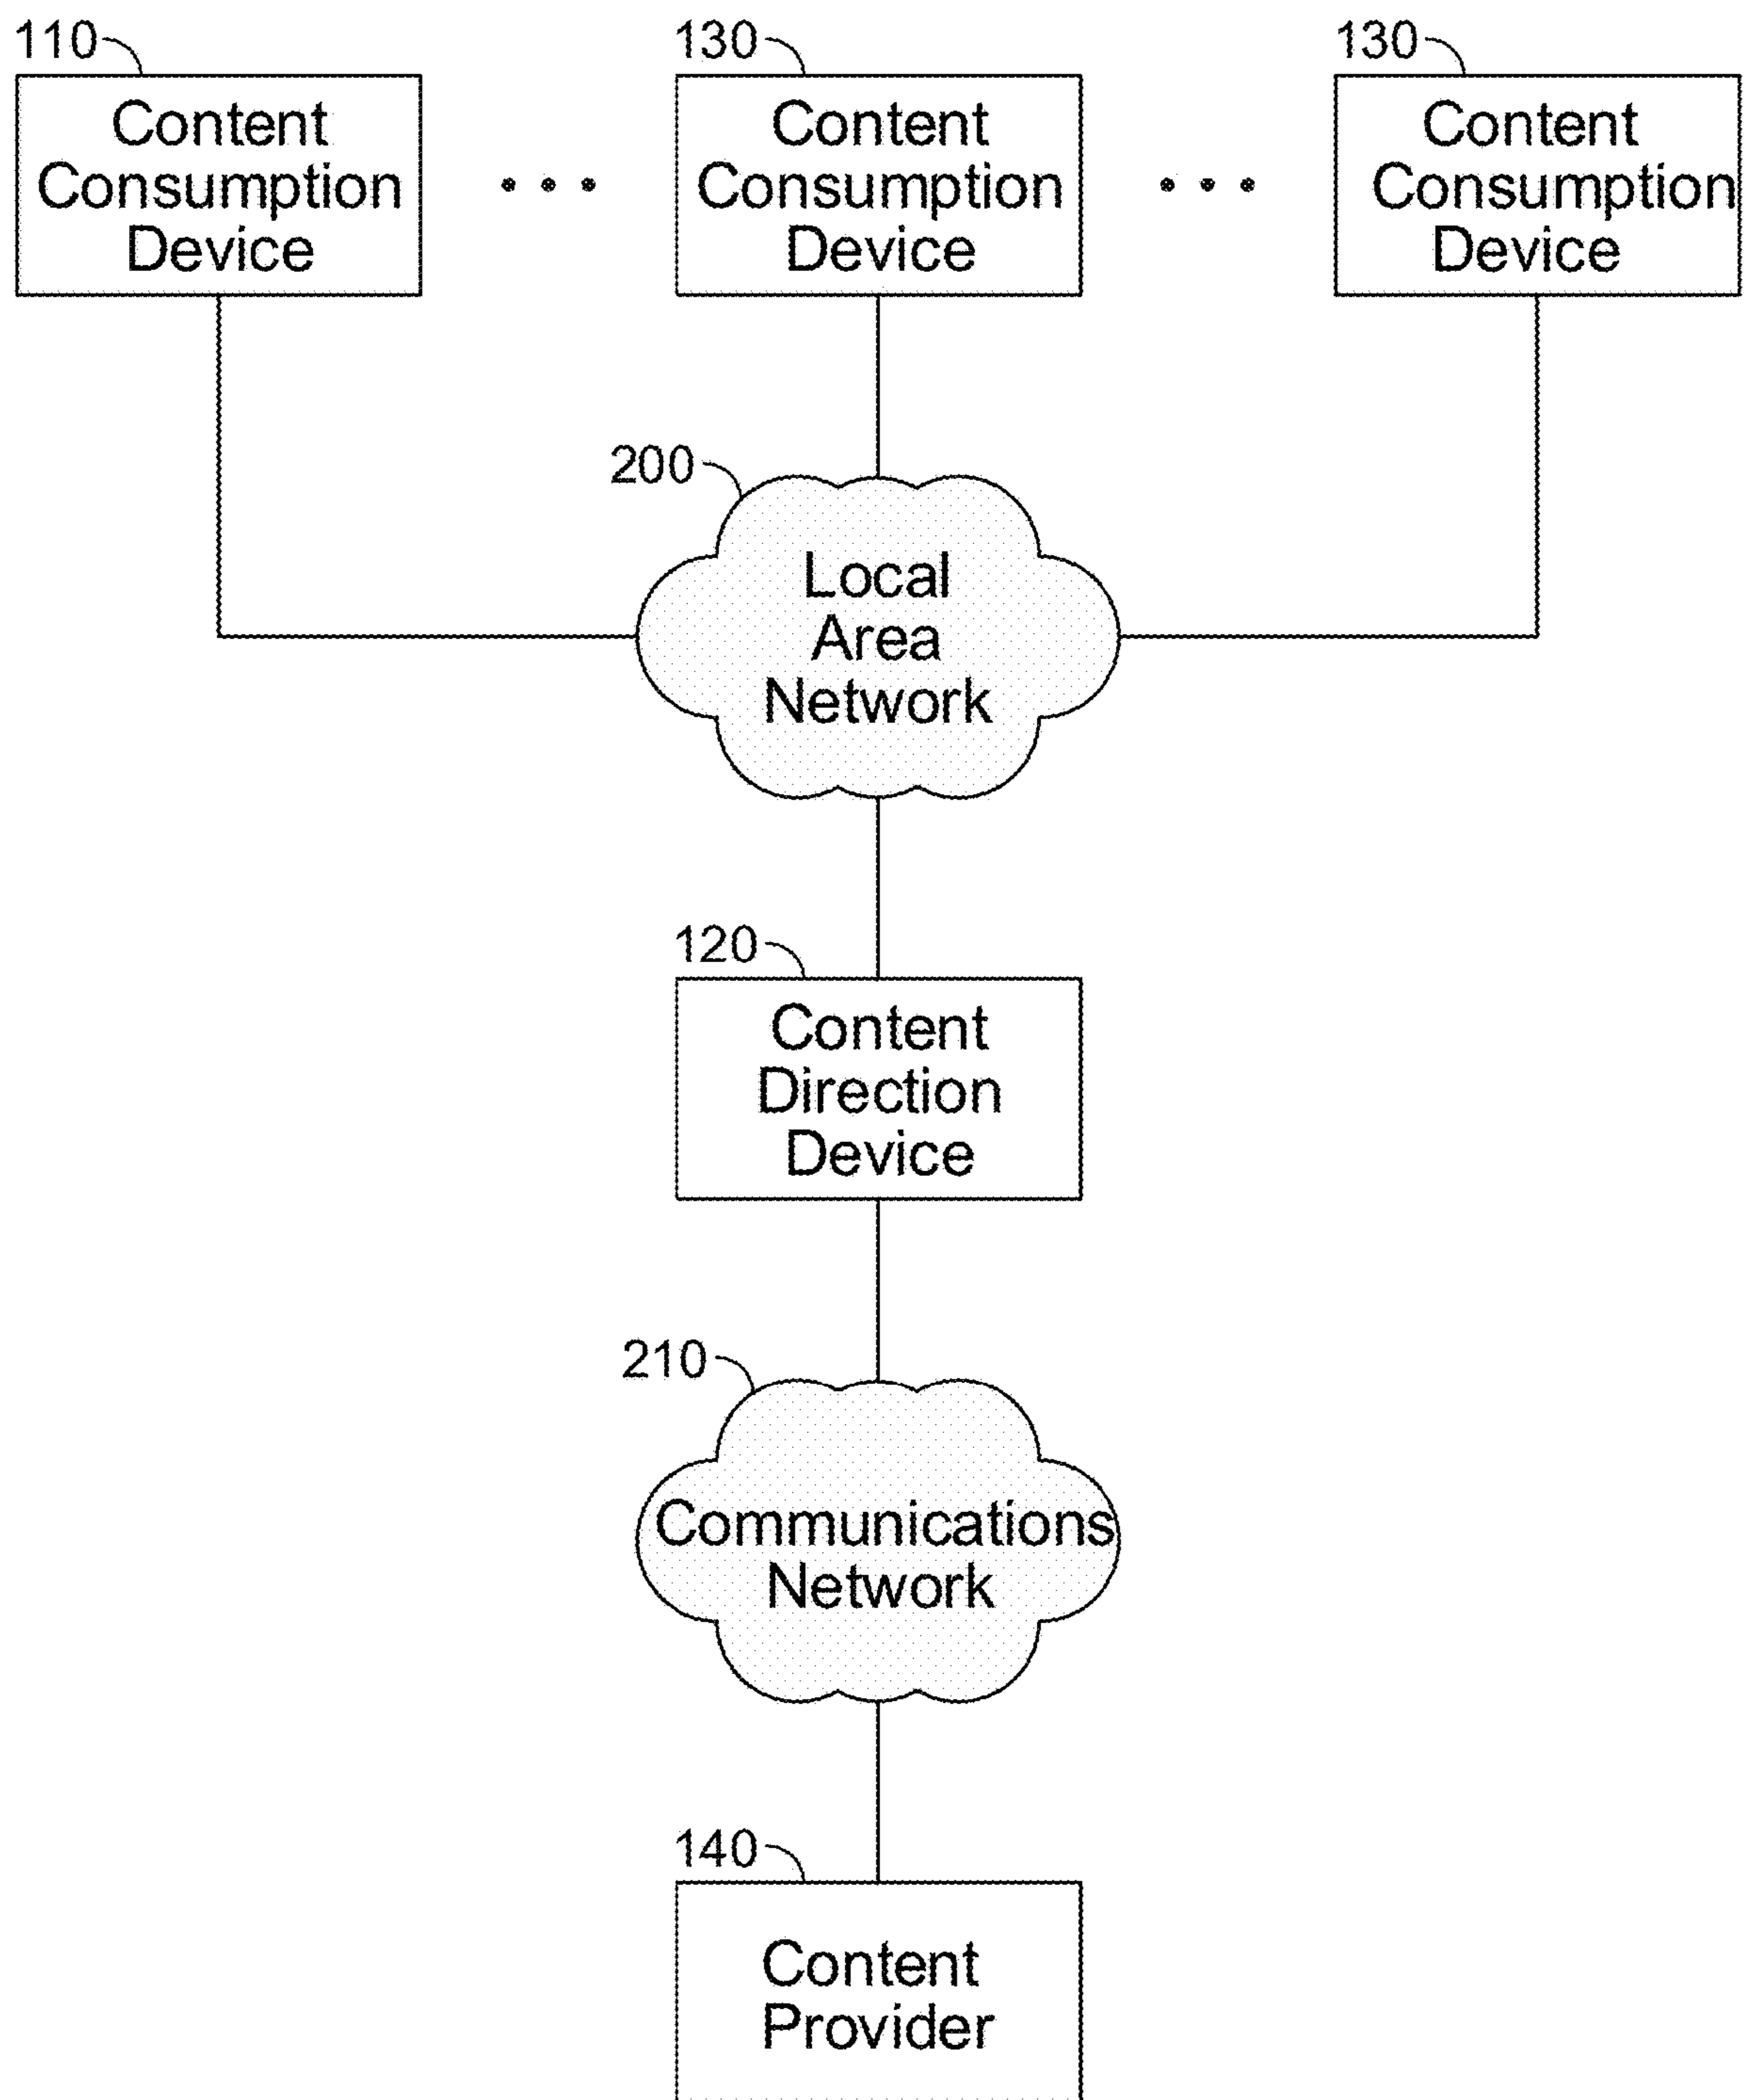 110
130
130
Content
Consumption
Device
Content
Consumption
Device
Content
Consumption
Device
200
Local
Area
Network
120
Content
Direction
Device
210
Communications
Network
140
Content
Provider